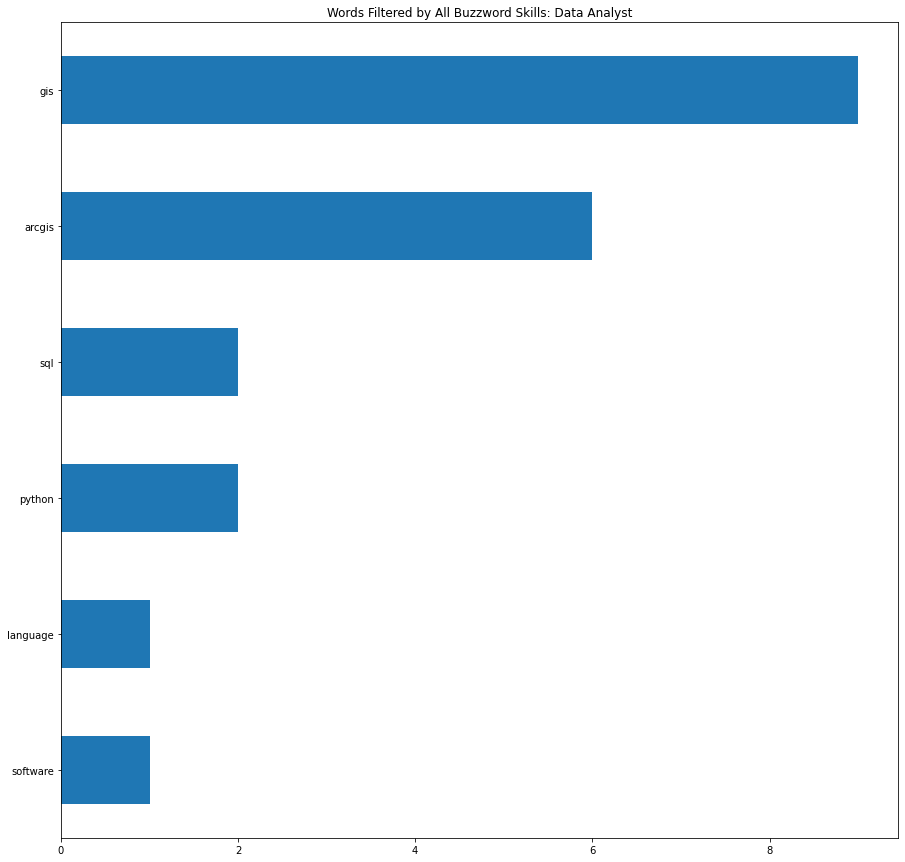 Words Filtered by All Buzzword Skills: Data Analyst
gis
arcgis
sql
python
language
software
0 2 4 6 8